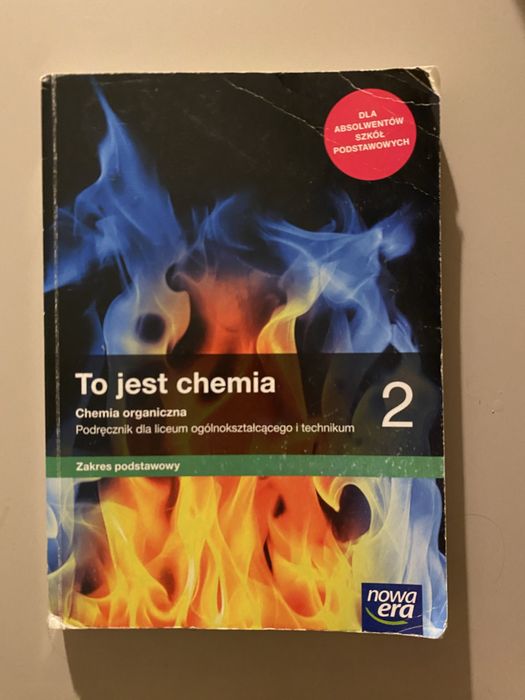 DLA
ABSOLWENTÓW
SZKÓŁ
PODSTAWOWYCH
To jest chemia
2
Chemia organiczna
Podręcznik dla liceum ogólnokształcącego i technikum
Zakres podstawowy
nowa
era